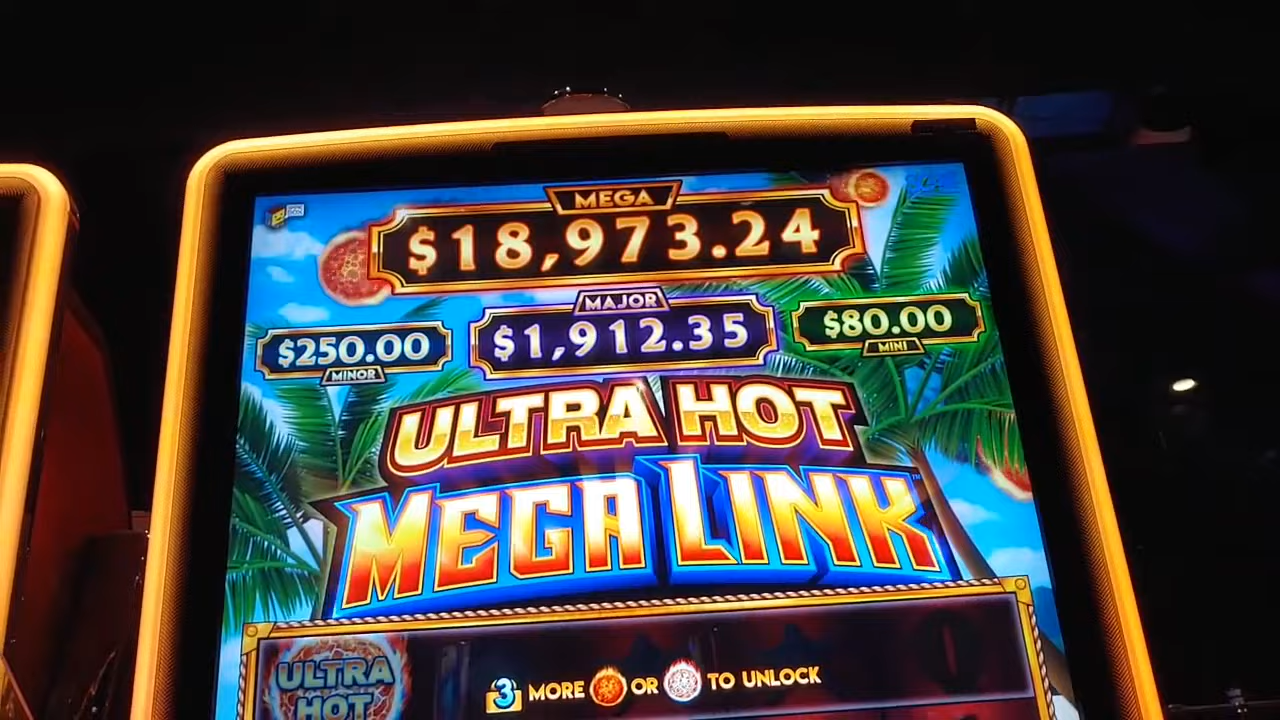 MEGA
$18,973.24
MAJOR
$1,912.35
$250.00
MINOR
$80.00
MINI
ULTRA HOT
MEGA LINK™
ULTRA
HOT
3 MORE OR TO UNLOCK